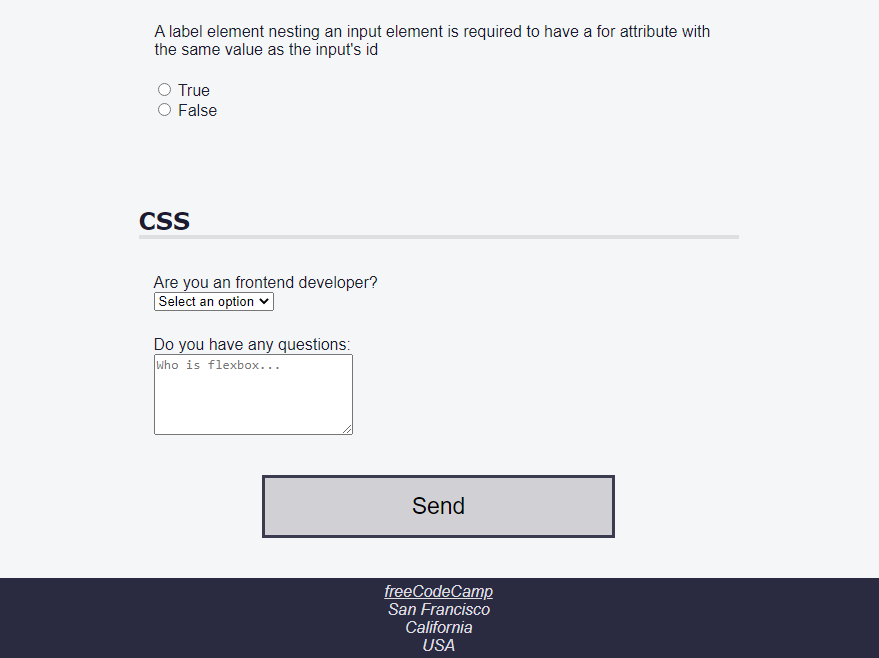 A label element nesting an input element is required to have a for attribute with
the same value as the input's id
True
False
CSS
Are you an frontend developer?
Select an option
Do you have any questions:
Who is flexbox...
Send
freeCodeCamp
San Francisco
California
USA